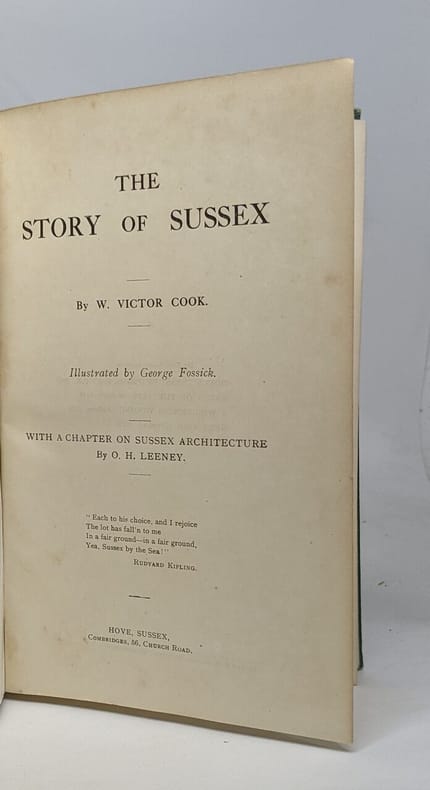 THE
STORY OF SUSSEX
By W. VICTOR COOK.
Illustrated by George Fossick.
WITH A CHAPTER ON SUSSEX ARCHITECTURE
By O. H. LEENEY.
" Each to his choice, and I rejoice
The lot has fall'n to me
In a fair ground—in a fair ground,
Yea, Sussex by the Sea!"
RUDYARD KIPLING.
HOVE, SUSSEX,
COMBRIDGES, 56, CHURCH ROAD.